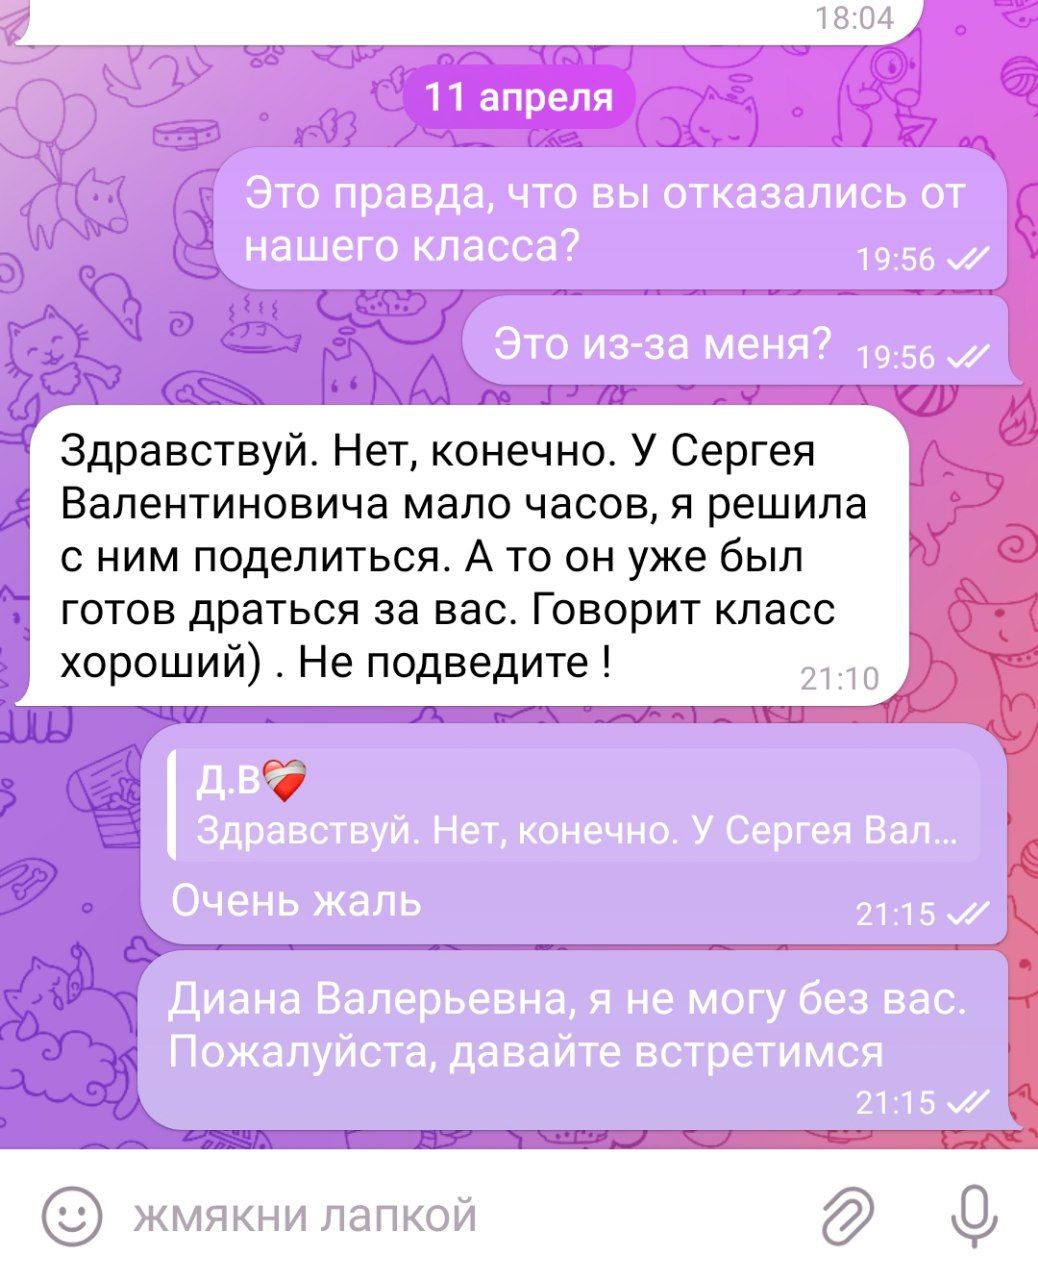 18:04
11 апреля
Это правда, что вы отказались от
нашего класса?
19:56
Это из-за меня?
19:56
Здравствуй. Нет, конечно. У Сергея
Валентиновича мало часов, я решила
с ним поделиться. А то он уже был
готов драться за вас. Говорит класс
хороший) . Не подведите !
21:10
Д.В❤️‍🩹
Здравствуй. Нет, конечно. У Сергея Вал...
Очень жаль
21:15
Диана Валерьевна, я не могу без вас.
Пожалуйста, давайте встретимся
21:15
жмякни лапкой